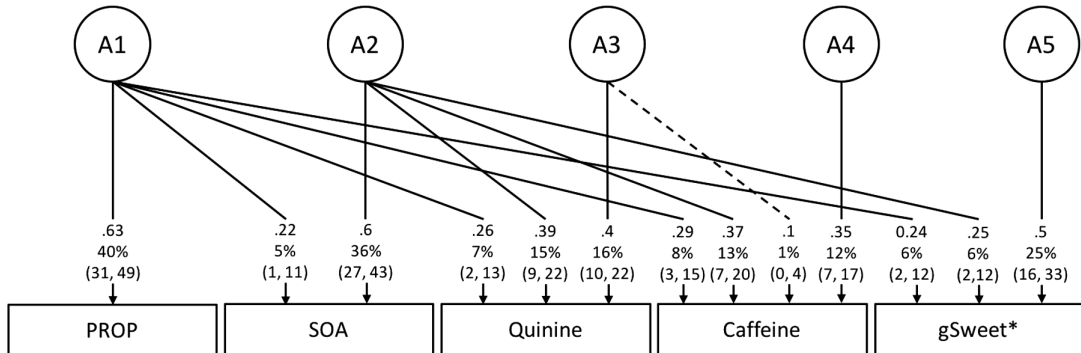 A1 A2 A3 A4 A5
.63 .22 .6 .26 .39 .4 .29 .37 .1 .35 0.24 .25 .5
40% 5% 36% 7% 15% 16% 8% 13% 1% 12% 6% 6% 25%
(31, 49) (1, 11) (27, 43) (2, 13) (9, 22) (10, 22) (3, 15) (7, 20) (0, 4) (7, 17) (2, 12) (2,12) (16, 33)
PROP SOA Quinine Caffeine gSweet*